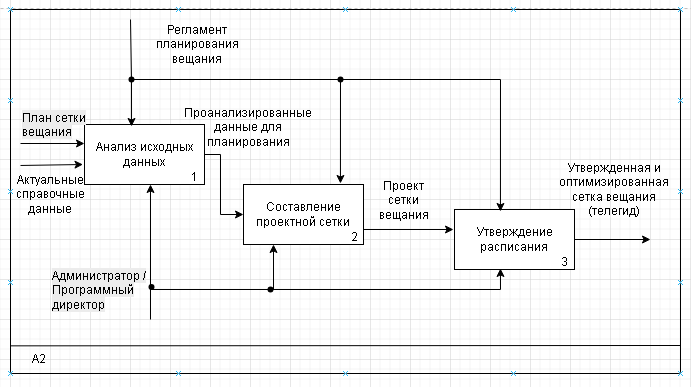 Регламент
планирования
вещания
План сетки
вещания
Проанализированные
данные для
планирования
Анализ исходных
данных
1
Актуальные
справочные
данные
Составление
проектной сетки
2
Проект
сетки
вещания
Утверждение
расписания
3
Утвержденная и
оптимизированная
сетка вещания
(телегид)
Администратор /
Программный
директор
А2